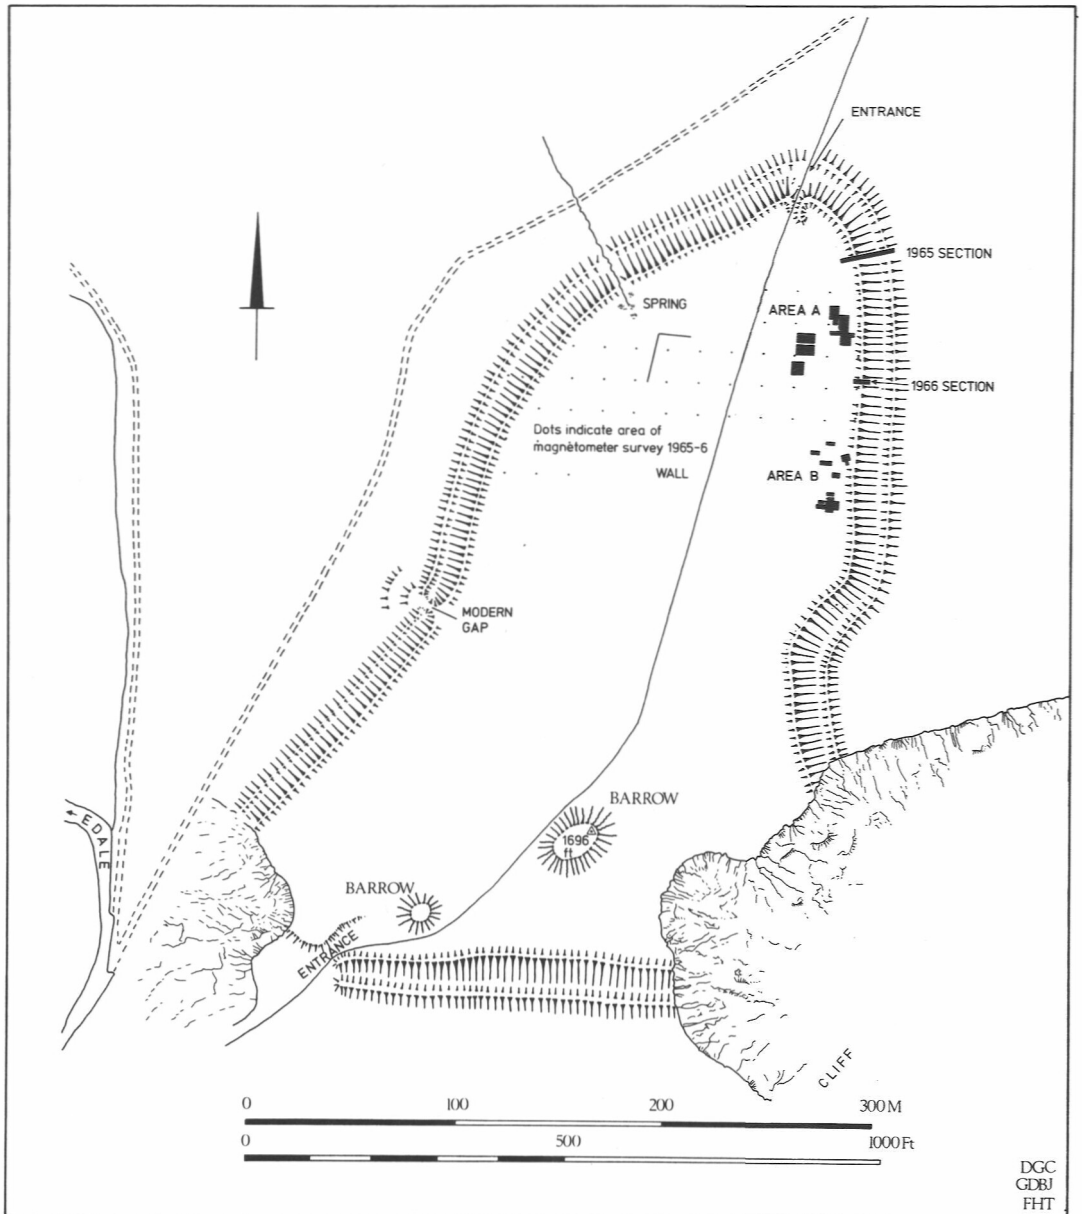 ENTRANCE
1965 SECTION
SPRING
AREA A
1966 SECTION
Dots indicate area of
magnètometer survey 1965-6
WALL
AREA B
MODERN
GAP
BARROW
EDALE
1696
ft
BARROW
ENTRANCE
CLIFF
0 100 200 300 M
0 500 1000 Ft
DGC
GDBJ
FHT